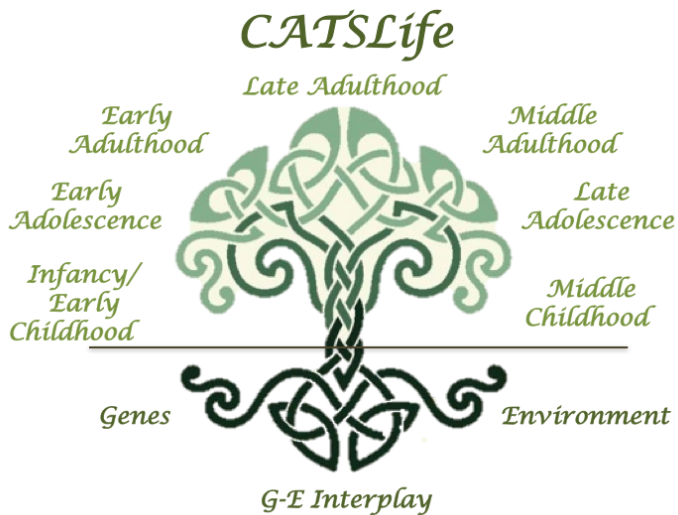 CATSLife
Late Adulthood
Early
Adulthood
Middle
Adulthood
Early
Adolescence
Late
Adolescence
Infancy/
Early
Childhood
Middle
Childhood
Genes
Environment
G-E Interplay